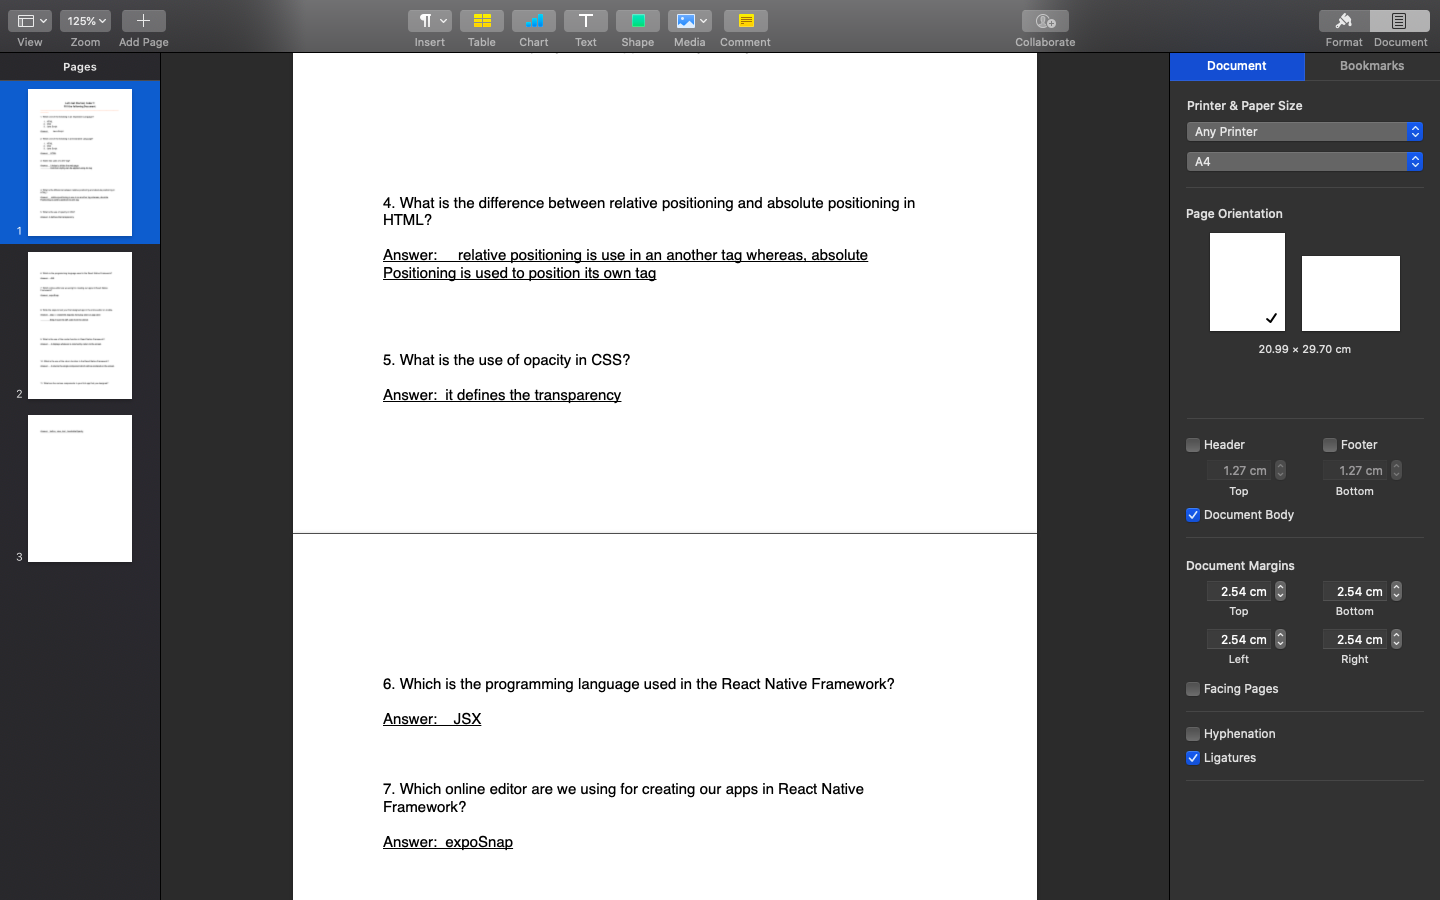 View
125%
Zoom
Add Page
Insert
Table
Chart
T
Text
Shape
Media
Comment
Collaborate
Format
Document
Pages
1
2
3
4. What is the difference between relative positioning and absolute positioning in
HTML?
Answer: relative positioning is use in an another tag whereas, absolute
Positioning is used to position its own tag
5. What is the use of opacity in CSS?
Answer: it defines the transparency
6. Which is the programming language used in the React Native Framework?
Answer: JSX
7. Which online editor are we using for creating our apps in React Native
Framework?
Answer: expoSnap
Document
Bookmarks
Printer & Paper Size
Any Printer
A4
Page Orientation
20.99 × 29.70 cm
Header
Footer
1.27 cm
1.27 cm
Top
Bottom
Document Body
Document Margins
2.54 cm
2.54 cm
Top
Bottom
2.54 cm
2.54 cm
Left
Right
Facing Pages
Hyphenation
Ligatures